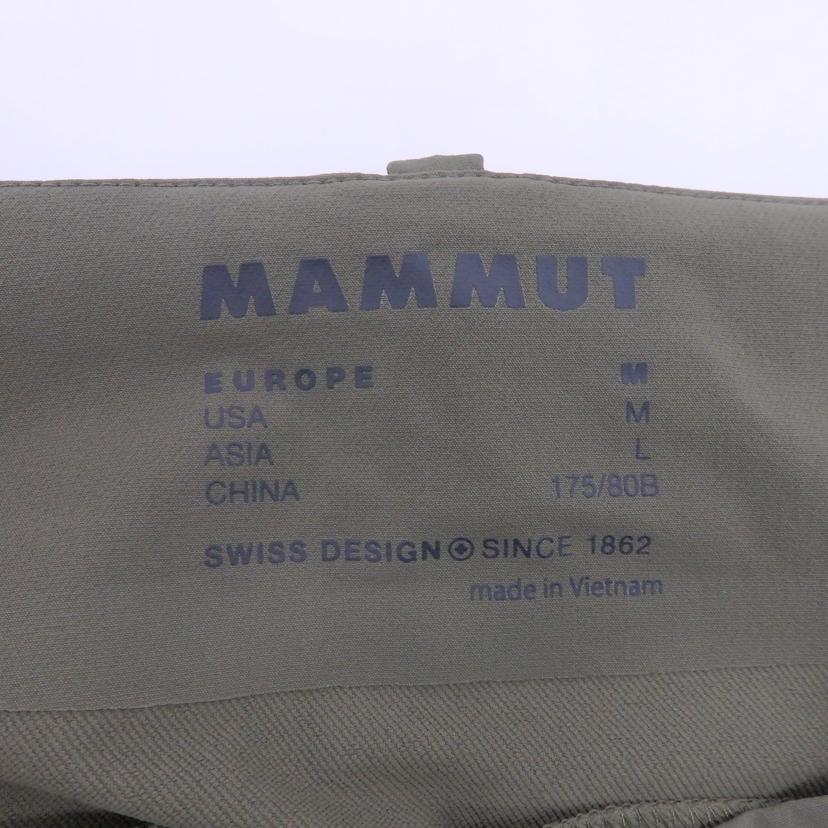 MAMMUT
EUROPE M
USA M
ASIA L
CHINA 175/80B
SWISS DESIGN SINCE 1862
made in Vietnam